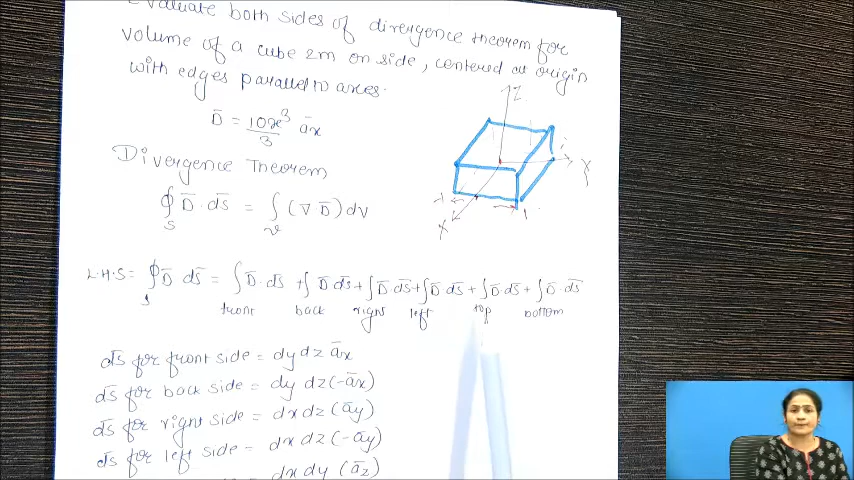 Evaluate both sides of divergence theorem for
volume of a cube 2m on side, centered at origin
with edges parallel to axes.
D̄ = 10x³/3 āx
Z
Y
X
Divergence Theorem
∮_S D̄ · ds̄ = ∫_v (∇ D̄) dv
L.H.S = ∮_s D̄ ds̄ = ∫ D̄ · ds̄ + ∫ D̄ ds̄ + ∫ D̄ ds̄ + ∫ D̄ ds̄ + ∫ D̄ · ds̄ + ∫ D̄ · ds̄
front back right left top bottom
ds̄ for front side = dy dz āx
ds̄ for back side = dy dz (-āx)
ds̄ for right side = dx dz (āy)
ds̄ for left side = dx dz (-āy)
dx dy (āz)